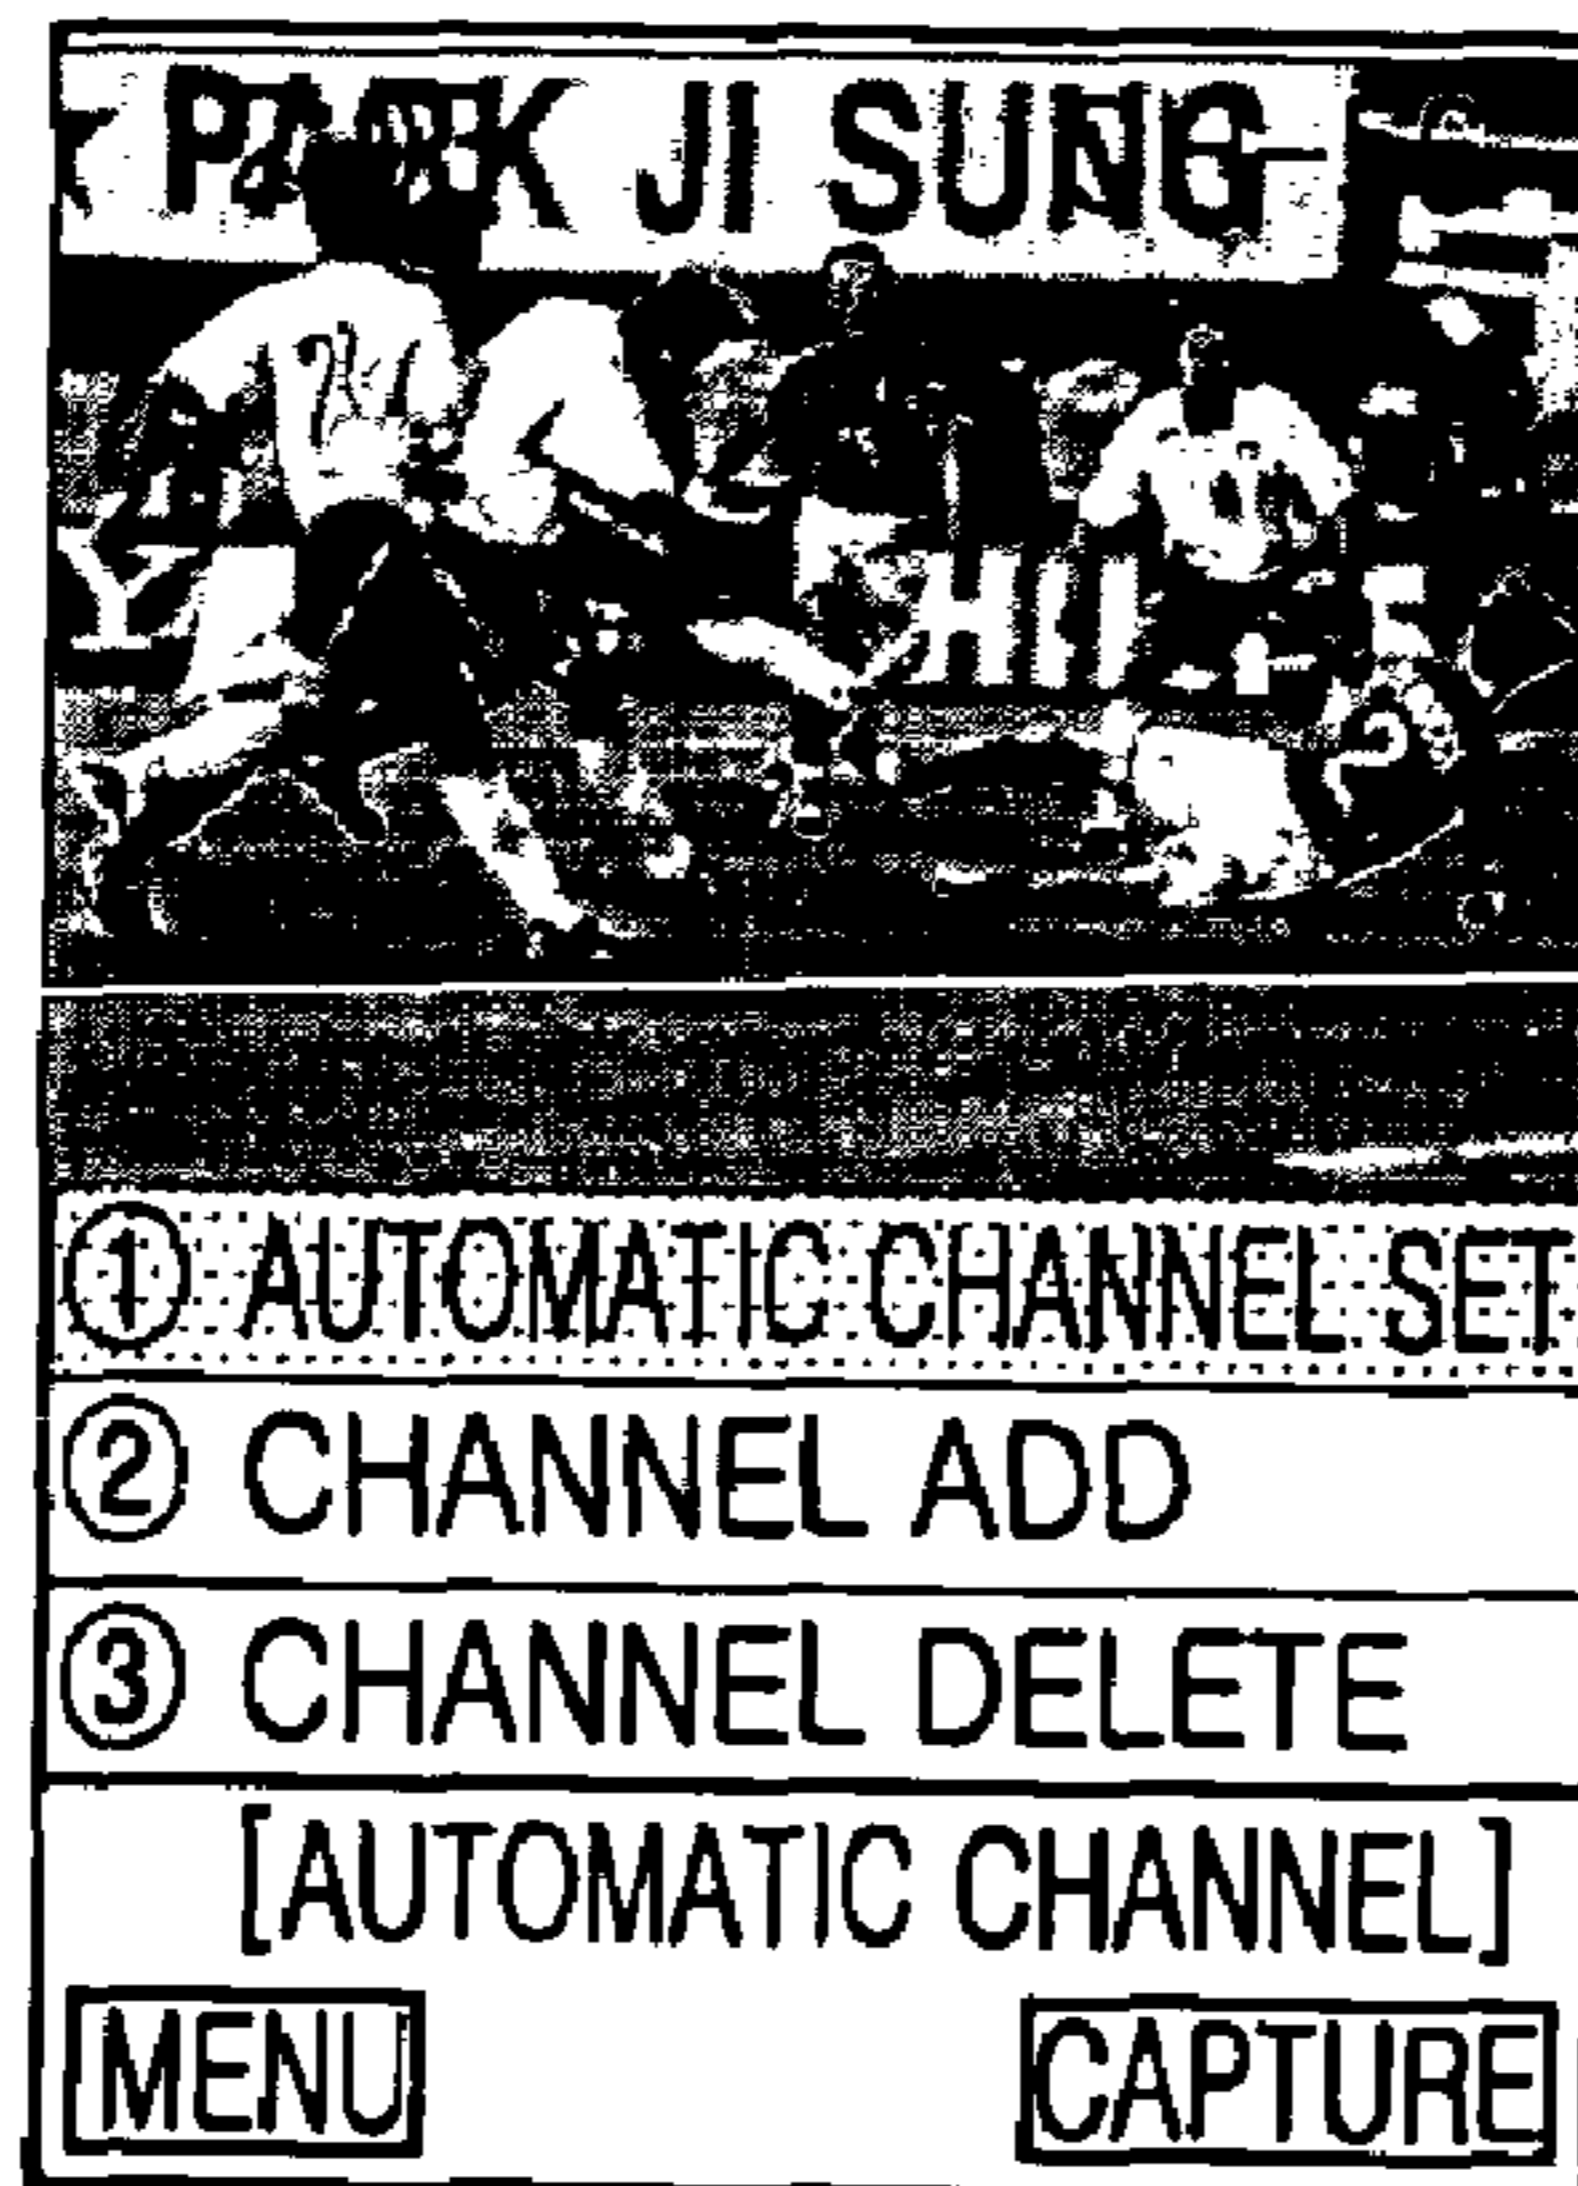 PARK JI SUNG
① AUTOMATIC CHANNEL SET
② CHANNEL ADD
③ CHANNEL DELETE
[AUTOMATIC CHANNEL]
MENU CAPTURE